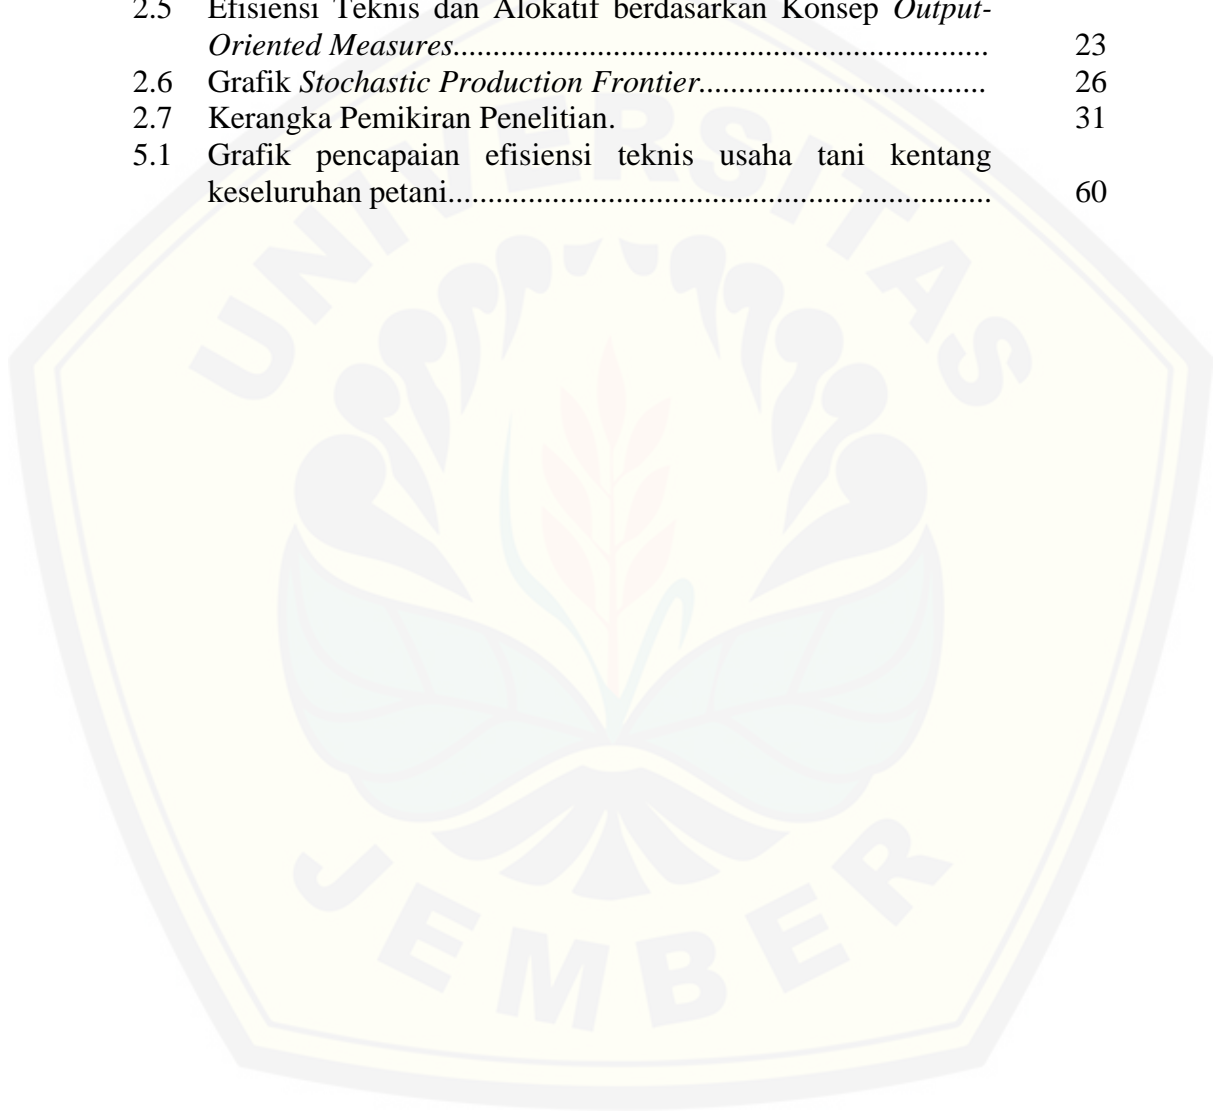 2.5 Efisiensi Teknis dan Alokatif berdasarkan Konsep Output-
Oriented Measures................................................................... 23
2.6 Grafik Stochastic Production Frontier.................................... 26
2.7 Kerangka Pemikiran Penelitian. 31
5.1 Grafik pencapaian efisiensi teknis usaha tani kentang
keseluruhan petani.................................................................... 60
UNIVERSITAS
JEMBER